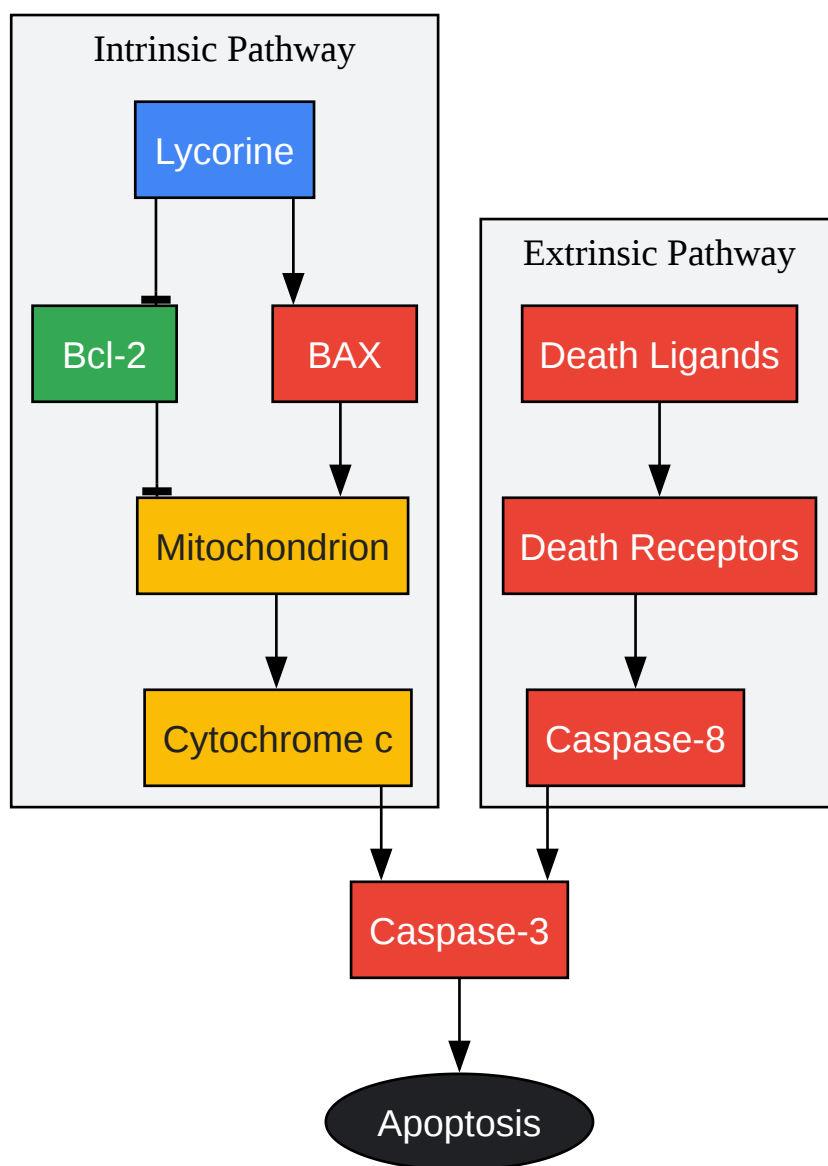 Intrinsic Pathway
Lycorine
Bcl-2
BAX
Mitochondrion
Cytochrome c
Extrinsic Pathway
Death Ligands
Death Receptors
Caspase-8
Caspase-3
Apoptosis